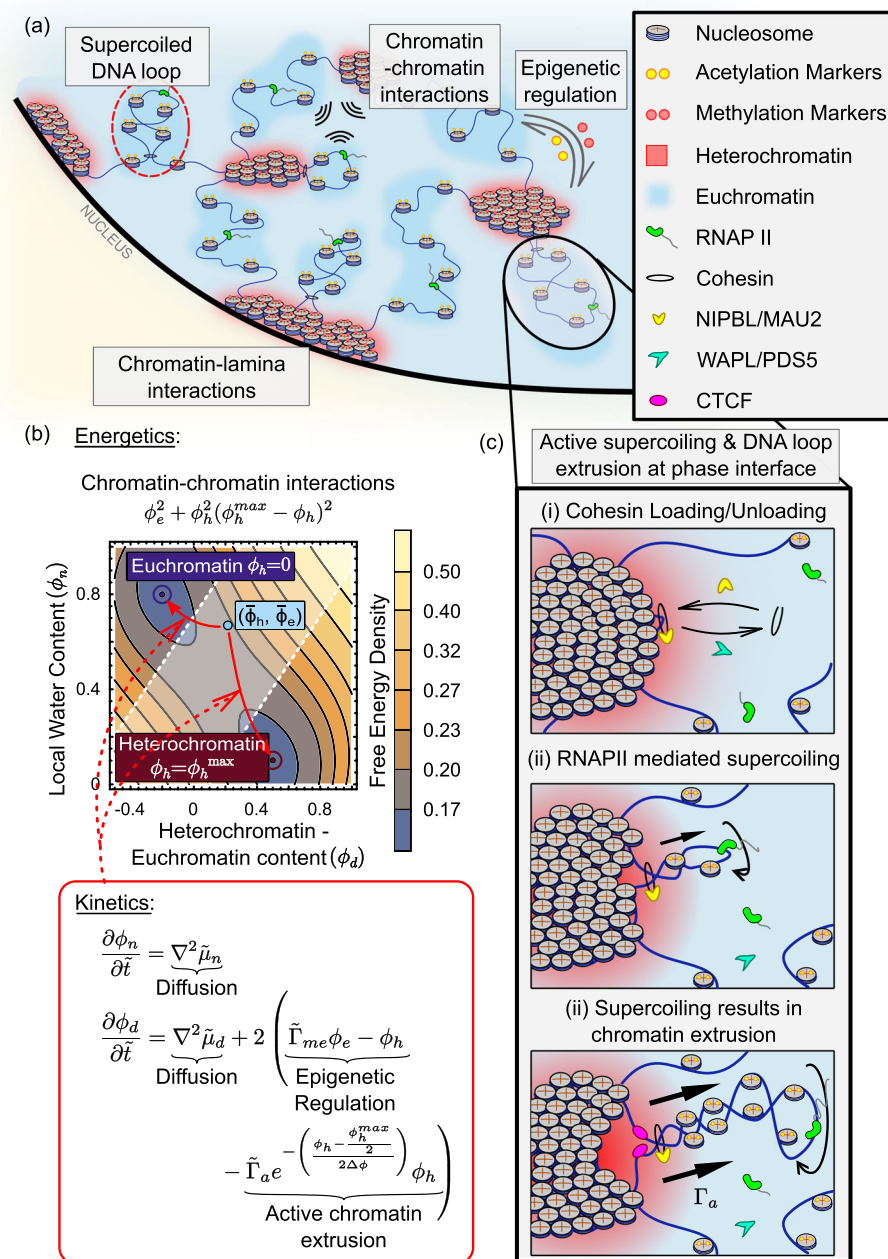 (a)
Supercoiled
DNA loop
Chromatin
-chromatin
interactions
Epigenetic
regulation
NUCLEUS
Chromatin-lamina
interactions
Nucleosome
Acetylation Markers
Methylation Markers
Heterochromatin
Euchromatin
RNAP II
Cohesin
NIPBL/MAU2
WAPL/PDS5
CTCF
(b) Energetics:
Chromatin-chromatin interactions
ϕ_e^2 + ϕ_h^2(ϕ_h^{max} − ϕ_h)^2
Euchromatin ϕ_h=0
(ϕ̄_h, ϕ̄_e)
Heterochromatin
ϕ_h=ϕ_h^{max}
Local Water Content (ϕ_n)
0.8
0.4
0
-0.4 0 0.4 0.8
Heterochromatin -
Euchromatin content (ϕ_d)
Free Energy Density
0.50
0.40
0.32
0.27
0.23
0.20
0.17
Kinetics:
∂ϕ_n/∂t̃ = ∇²μ̃_n
Diffusion
∂ϕ_d/∂t̃ = ∇²μ̃_d + 2 ( Γ̃_{me}ϕ_e − ϕ_h
Diffusion
Epigenetic
Regulation
− Γ̃_a e^{−((ϕ_h − ϕ_h^{max}/2)/(2Δϕ))} ϕ_h )
Active chromatin
extrusion
(c)
Active supercoiling & DNA loop
extrusion at phase interface
(i) Cohesin Loading/Unloading
(ii) RNAPII mediated supercoiling
(ii) Supercoiling results in
chromatin extrusion
Γ_a